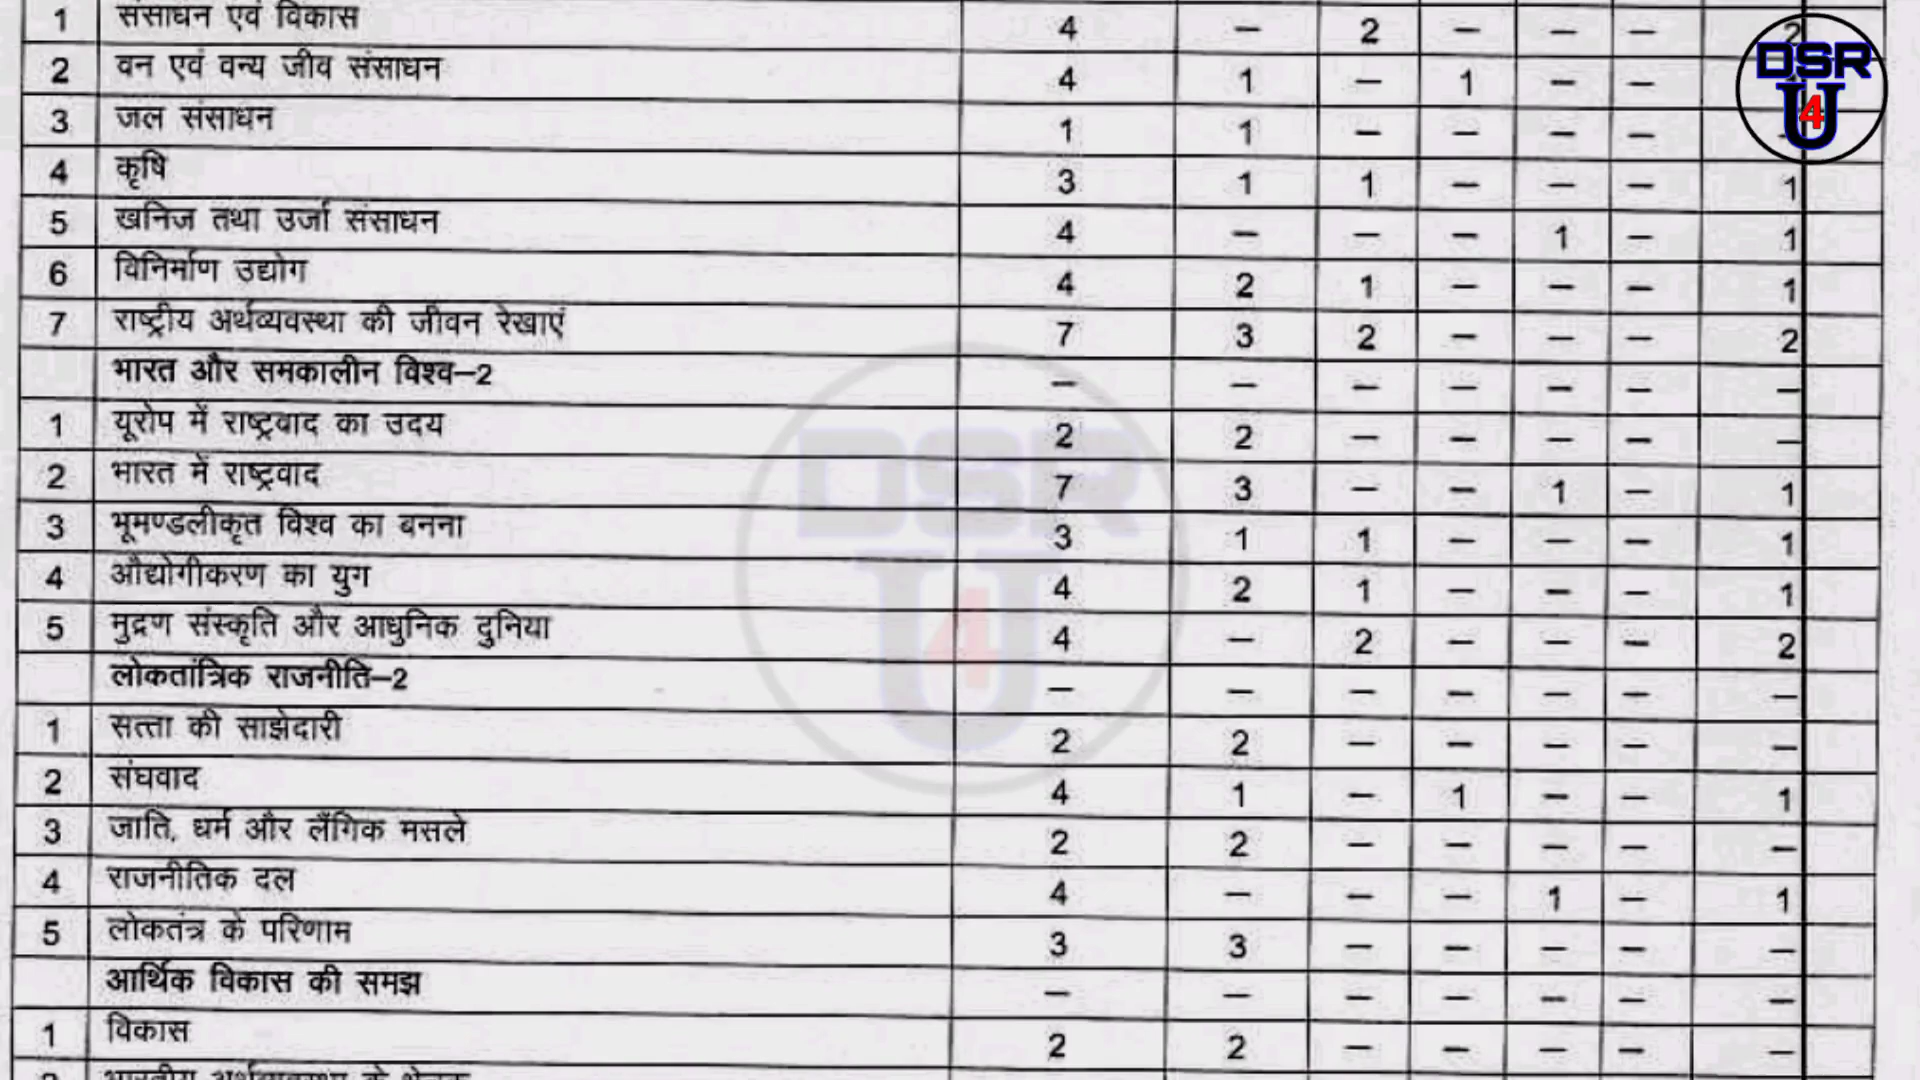 1 संसाधन एवं विकास 4 – 2 – – – 2
2 वन एवं वन्य जीव संसाधन 4 1 – 1 – –
3 जल संसाधन 1 1 – – – –
4 कृषि 3 1 1 – – – 1
5 खनिज तथा उर्जा संसाधन 4 – – – 1 – 1
6 विनिर्माण उद्योग 4 2 1 – – – 1
7 राष्ट्रीय अर्थव्यवस्था की जीवन रेखाएं 7 3 2 – – – 2
भारत और समकालीन विश्व–2 – – – – – – –
1 यूरोप में राष्ट्रवाद का उदय 2 2 – – – – –
2 भारत में राष्ट्रवाद 7 3 – – 1 – 1
3 भूमण्डलीकृत विश्व का बनना 3 1 1 – – – 1
4 औद्योगीकरण का युग 4 2 1 – – – 1
5 मुद्रण संस्कृति और आधुनिक दुनिया 4 – 2 – – – 2
लोकतांत्रिक राजनीति–2 – – – – – – –
1 सत्ता की साझेदारी 2 2 – – – – –
2 संघवाद 4 1 – 1 – – 1
3 जाति, धर्म और लैंगिक मसले 2 2 – – – – –
4 राजनीतिक दल 4 – – – 1 – 1
5 लोकतंत्र के परिणाम 3 3 – – – – –
आर्थिक विकास की समझ – – – – – – –
1 विकास 2 2 – – – – –
DSR
U
4
DSR
U
4